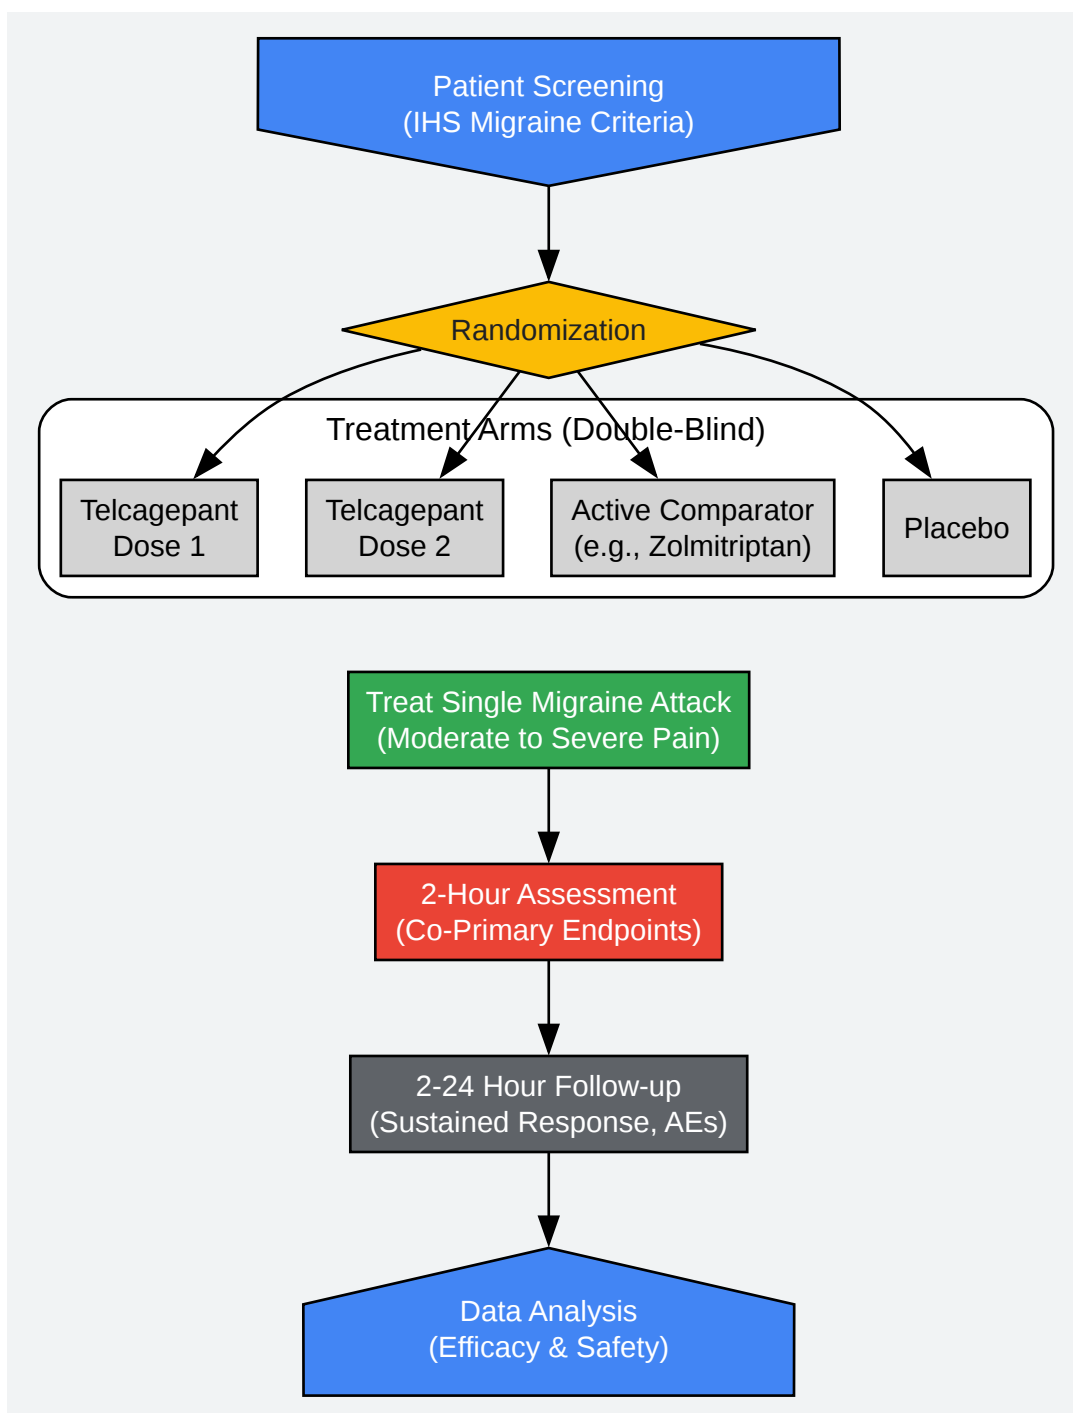 Patient Screening
(IHS Migraine Criteria)
Randomization
Treatment Arms (Double-Blind)
Telcagepant
Dose 1
Telcagepant
Dose 2
Active Comparator
(e.g., Zolmitriptan)
Placebo
Treat Single Migraine Attack
(Moderate to Severe Pain)
2-Hour Assessment
(Co-Primary Endpoints)
2-24 Hour Follow-up
(Sustained Response, AEs)
Data Analysis
(Efficacy & Safety)